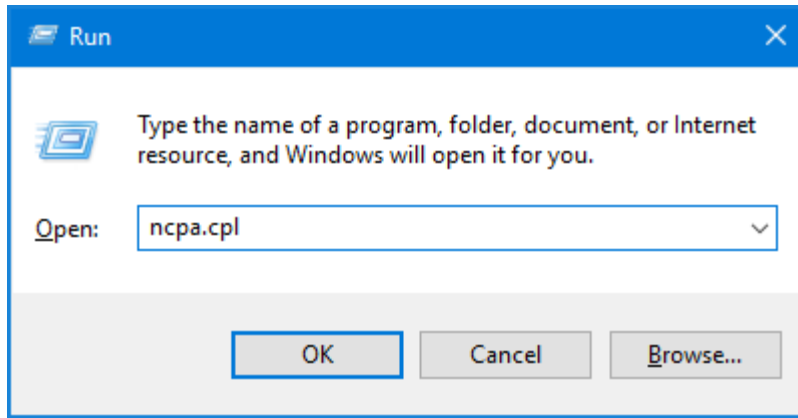 Run
Type the name of a program, folder, document, or Internet
resource, and Windows will open it for you.
Open: ncpa.cpl
OK Cancel Browse...